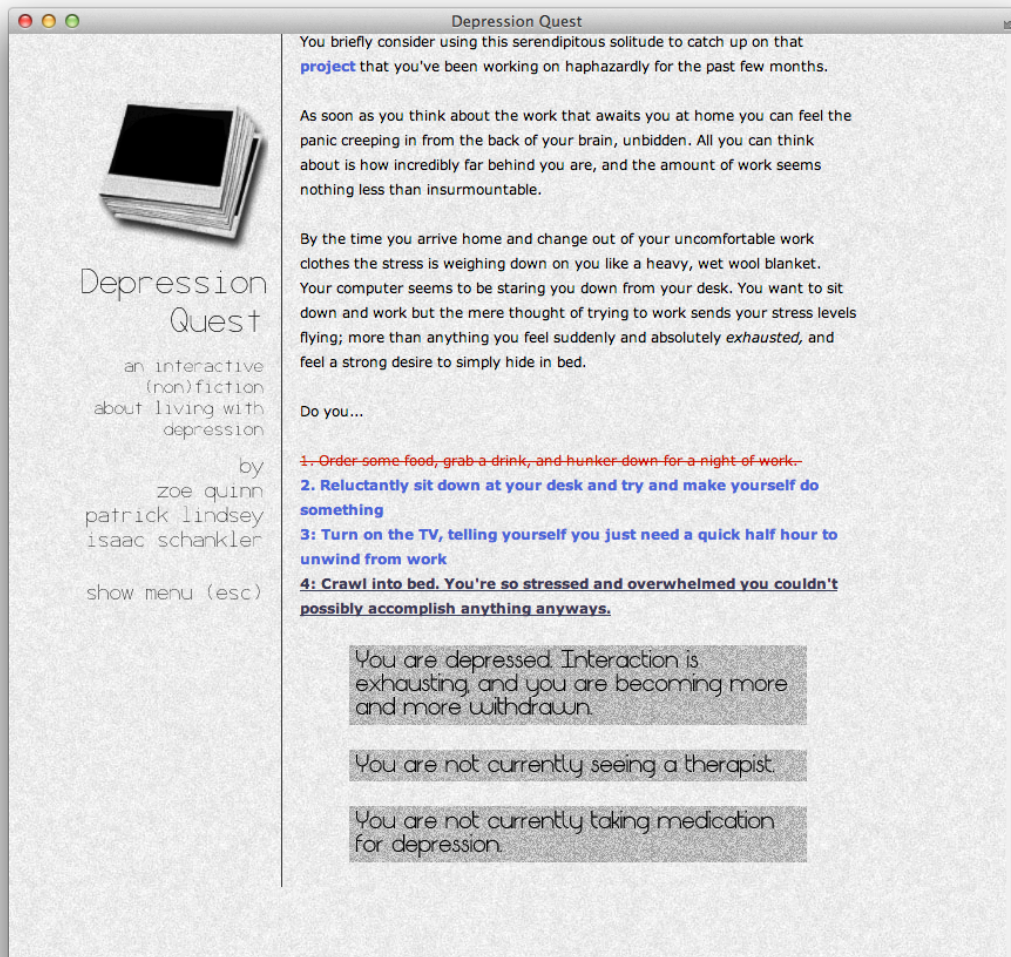 Depression Quest
You briefly consider using this serendipitous solitude to catch up on that
project that you've been working on haphazardly for the past few months.
As soon as you think about the work that awaits you at home you can feel the
panic creeping in from the back of your brain, unbidden. All you can think
about is how incredibly far behind you are, and the amount of work seems
nothing less than insurmountable.
By the time you arrive home and change out of your uncomfortable work
clothes the stress is weighing down on you like a heavy, wet wool blanket.
Your computer seems to be staring you down from your desk. You want to sit
down and work but the mere thought of trying to work sends your stress levels
flying; more than anything you feel suddenly and absolutely exhausted, and
feel a strong desire to simply hide in bed.
Do you...
1. Order some food, grab a drink, and hunker down for a night of work.
2. Reluctantly sit down at your desk and try and make yourself do
something
3: Turn on the TV, telling yourself you just need a quick half hour to
unwind from work
4: Crawl into bed. You're so stressed and overwhelmed you couldn't
possibly accomplish anything anyways.
You are depressed. Interaction is
exhausting, and you are becoming more
and more withdrawn.
You are not currently seeing a therapist.
You are not currently taking medication
for depression.
Depression
Quest
an interactive
(non)fiction
about living with
depression
by
zoe quinn
patrick lindsey
isaac schankler
show menu (esc)